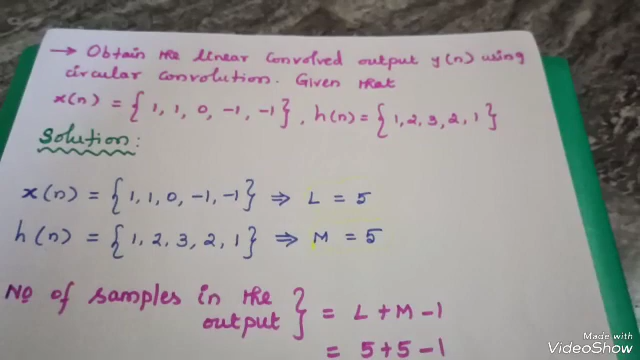 → Obtain the linear convolved output y(n) using
circular convolution. Given that
x(n) = { 1, 1, 0, -1, -1 }, h(n) = { 1, 2, 3, 2, 1 }
Solution:
x(n) = { 1, 1, 0, -1, -1 } ⇒ L = 5
h(n) = { 1, 2, 3, 2, 1 } ⇒ M = 5
No of samples in the
output } = L + M - 1
= 5 + 5 - 1
Made with
VideoShow